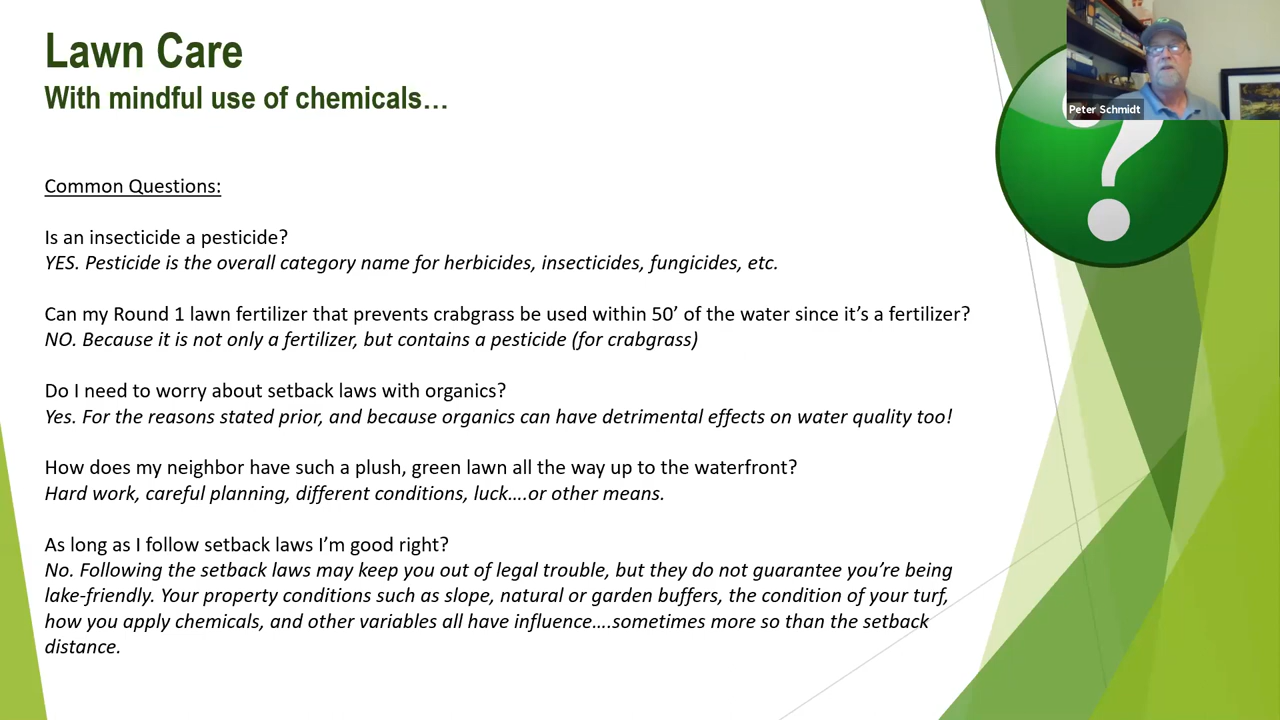 Lawn Care
With mindful use of chemicals…
Peter Schmidt
?
Common Questions:
Is an insecticide a pesticide?
YES. Pesticide is the overall category name for herbicides, insecticides, fungicides, etc.
Can my Round 1 lawn fertilizer that prevents crabgrass be used within 50’ of the water since it’s a fertilizer?
NO. Because it is not only a fertilizer, but contains a pesticide (for crabgrass)
Do I need to worry about setback laws with organics?
Yes. For the reasons stated prior, and because organics can have detrimental effects on water quality too!
How does my neighbor have such a plush, green lawn all the way up to the waterfront?
Hard work, careful planning, different conditions, luck….or other means.
As long as I follow setback laws I’m good right?
No. Following the setback laws may keep you out of legal trouble, but they do not guarantee you’re being
lake-friendly. Your property conditions such as slope, natural or garden buffers, the condition of your turf,
how you apply chemicals, and other variables all have influence….sometimes more so than the setback
distance.